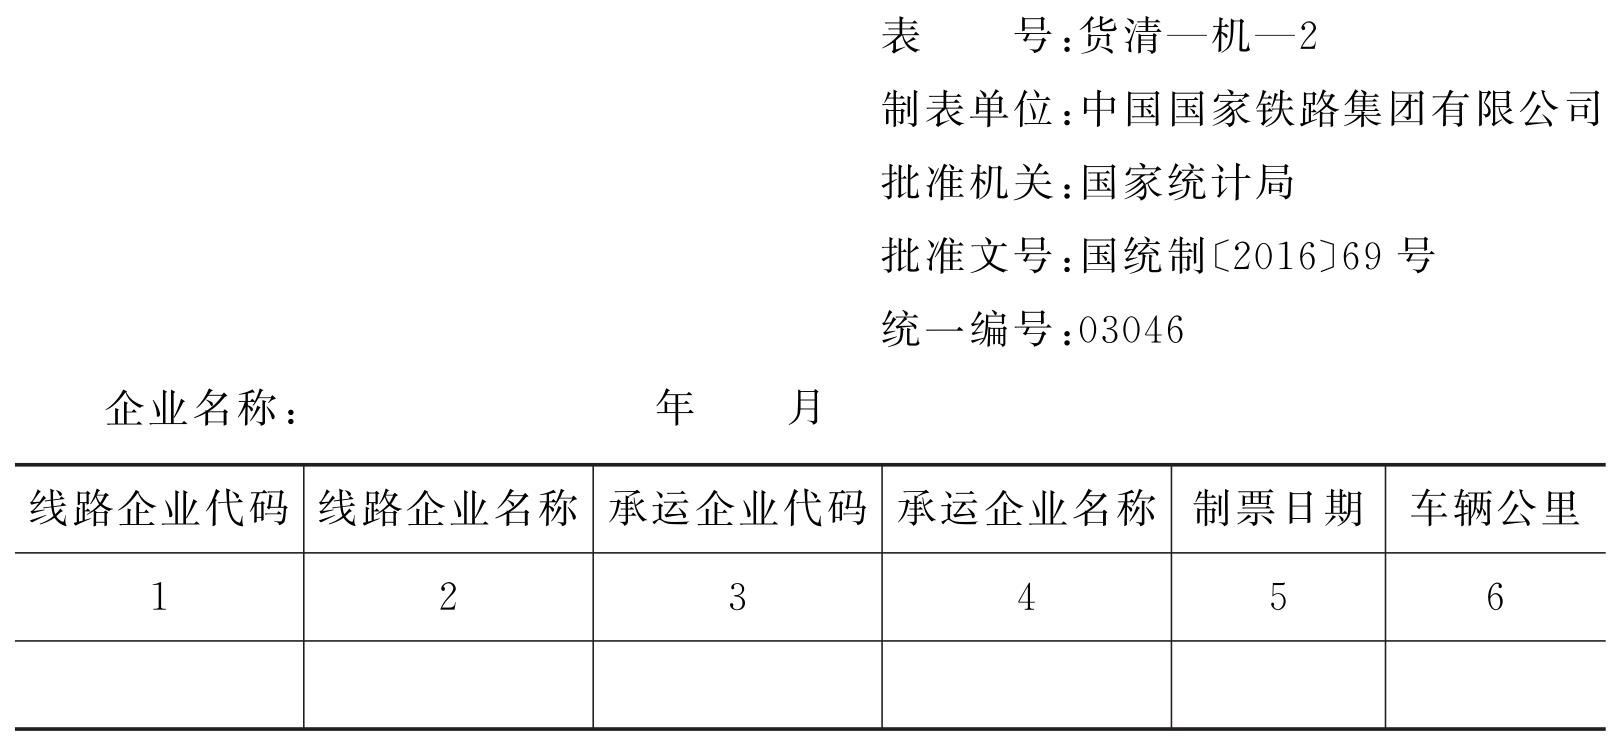 表　　号:货清—机—2
制表单位:中国国家铁路集团有限公司
批准机关:国家统计局
批准文号:国统制〔2016〕69 号
统一编号:03046
企业名称:　　　　年　　月
线路企业代码 线路企业名称 承运企业代码 承运企业名称 制票日期 车辆公里
1 2 3 4 5 6